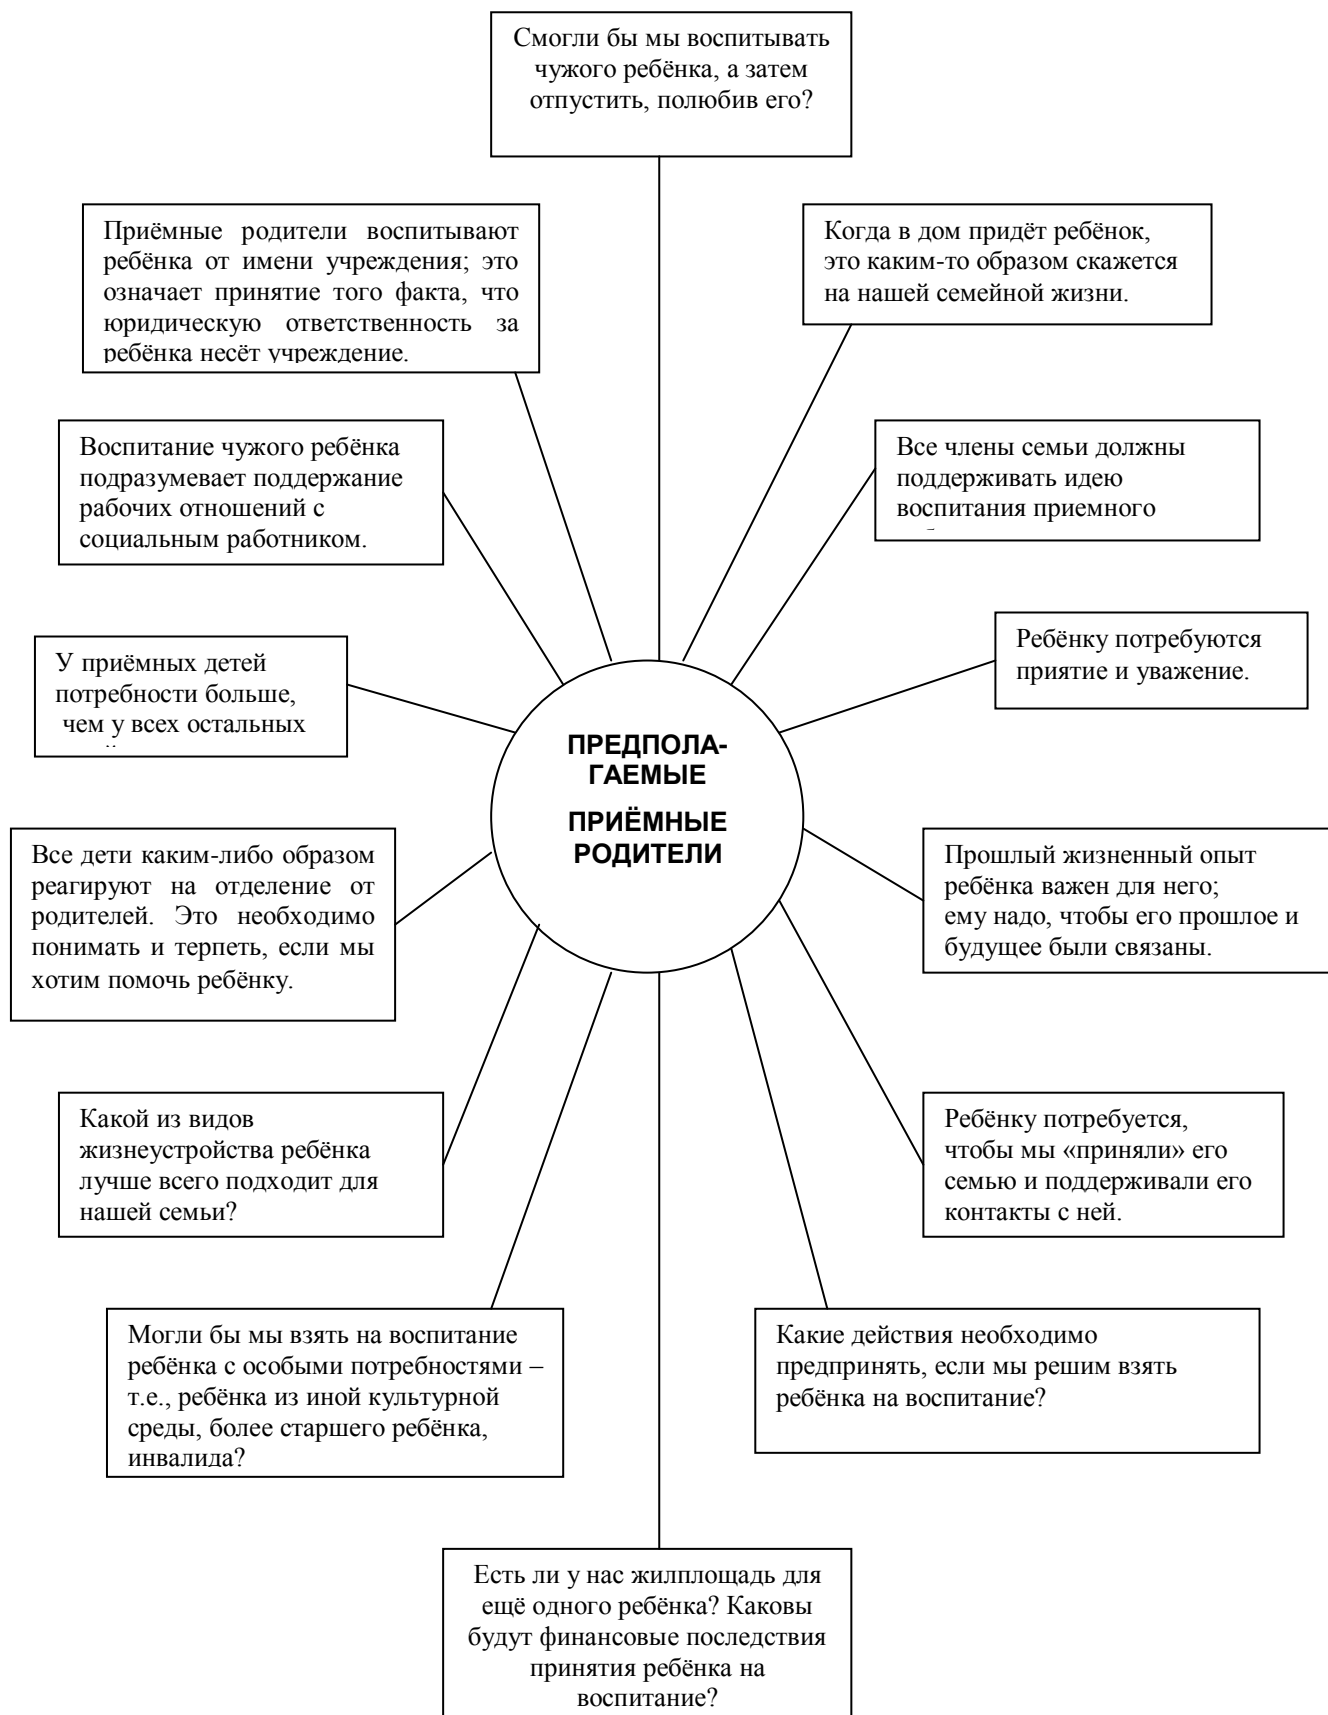 Смогли бы мы воспитывать
чужого ребёнка, а затем
отпустить, полюбив его?
Приёмные родители воспитывают
ребёнка от имени учреждения; это
означает принятие того факта, что
юридическую ответственность за
ребёнка несёт учреждение.
Когда в дом придёт ребёнок,
это каким-то образом скажется
на нашей семейной жизни.
Воспитание чужого ребёнка
подразумевает поддержание
рабочих отношений с
социальным работником.
Все члены семьи должны
поддерживать идею
воспитания приемного
У приёмных детей
потребности больше,
чем у всех остальных
Ребёнку потребуются
приятие и уважение.
ПРЕДПОЛА-
ГАЕМЫЕ
ПРИЁМНЫЕ
РОДИТЕЛИ
Все дети каким-либо образом
реагируют на отделение от
родителей. Это необходимо
понимать и терпеть, если мы
хотим помочь ребёнку.
Прошлый жизненный опыт
ребёнка важен для него;
ему надо, чтобы его прошлое и
будущее были связаны.
Какой из видов
жизнеустройства ребёнка
лучше всего подходит для
нашей семьи?
Ребёнку потребуется,
чтобы мы «приняли» его
семью и поддерживали его
контакты с ней.
Могли бы мы взять на воспитание
ребёнка с особыми потребностями –
т.е., ребёнка из иной культурной
среды, более старшего ребёнка,
инвалида?
Какие действия необходимо
предпринять, если мы решим взять
ребёнка на воспитание?
Есть ли у нас жилплощадь для
ещё одного ребёнка? Каковы
будут финансовые последствия
принятия ребёнка на
воспитание?